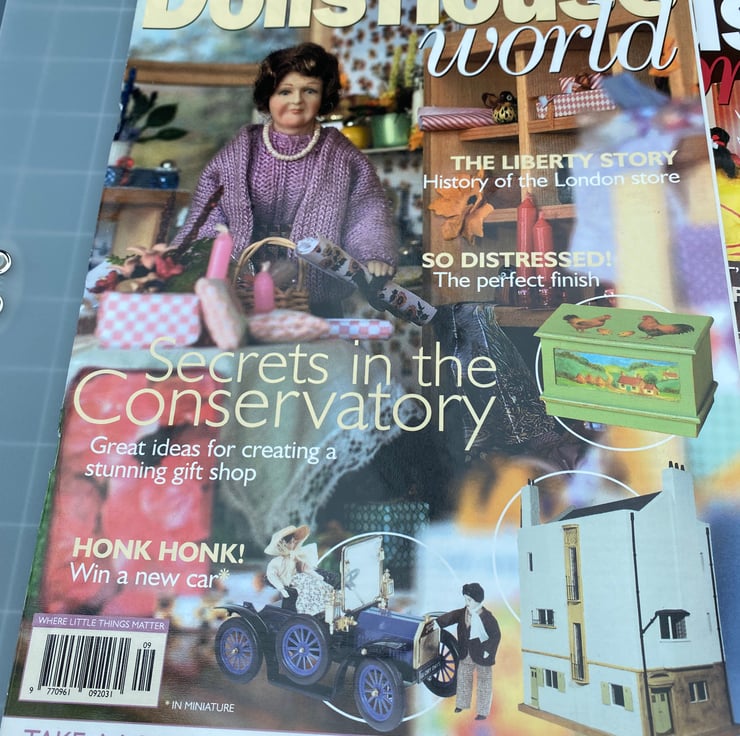 Dolls House
world
THE LIBERTY STORY
History of the London store
SO DISTRESSED!
The perfect finish
Secrets in the
Conservatory
Great ideas for creating a
stunning gift shop
HONK HONK!
Win a new car*
WHERE LITTLE THINGS MATTER
09
9 770961 092031
* IN MINIATURE